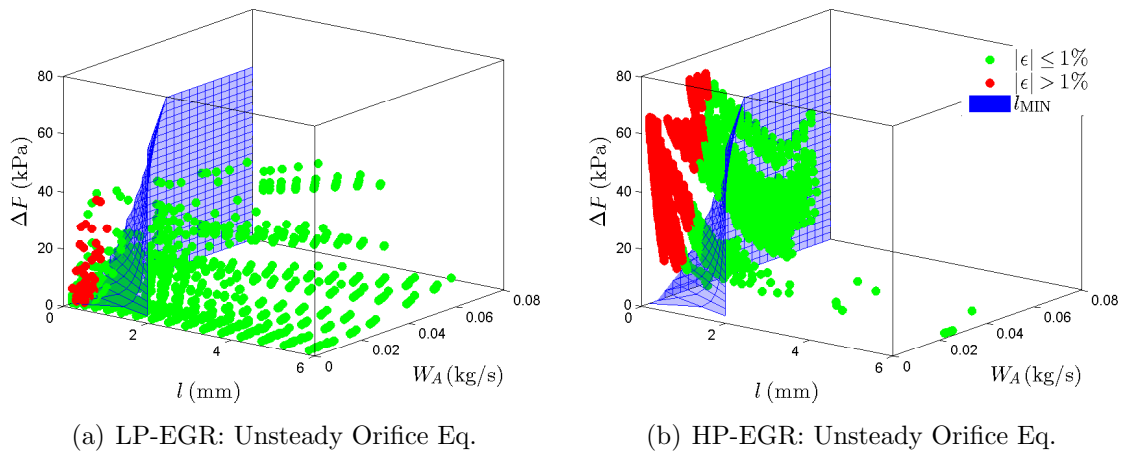 80
60
40
20
0
ΔF (kPa)
0
2
4
6
l (mm)
0
0.02
0.04
0.06
0.08
W_A (kg/s)
(a) LP-EGR: Unsteady Orifice Eq.
80
60
40
20
0
ΔF (kPa)
0
2
4
6
l (mm)
0
0.02
0.04
0.06
0.08
W_A (kg/s)
|ϵ| ≤ 1%
|ϵ| > 1%
l_MIN
(b) HP-EGR: Unsteady Orifice Eq.